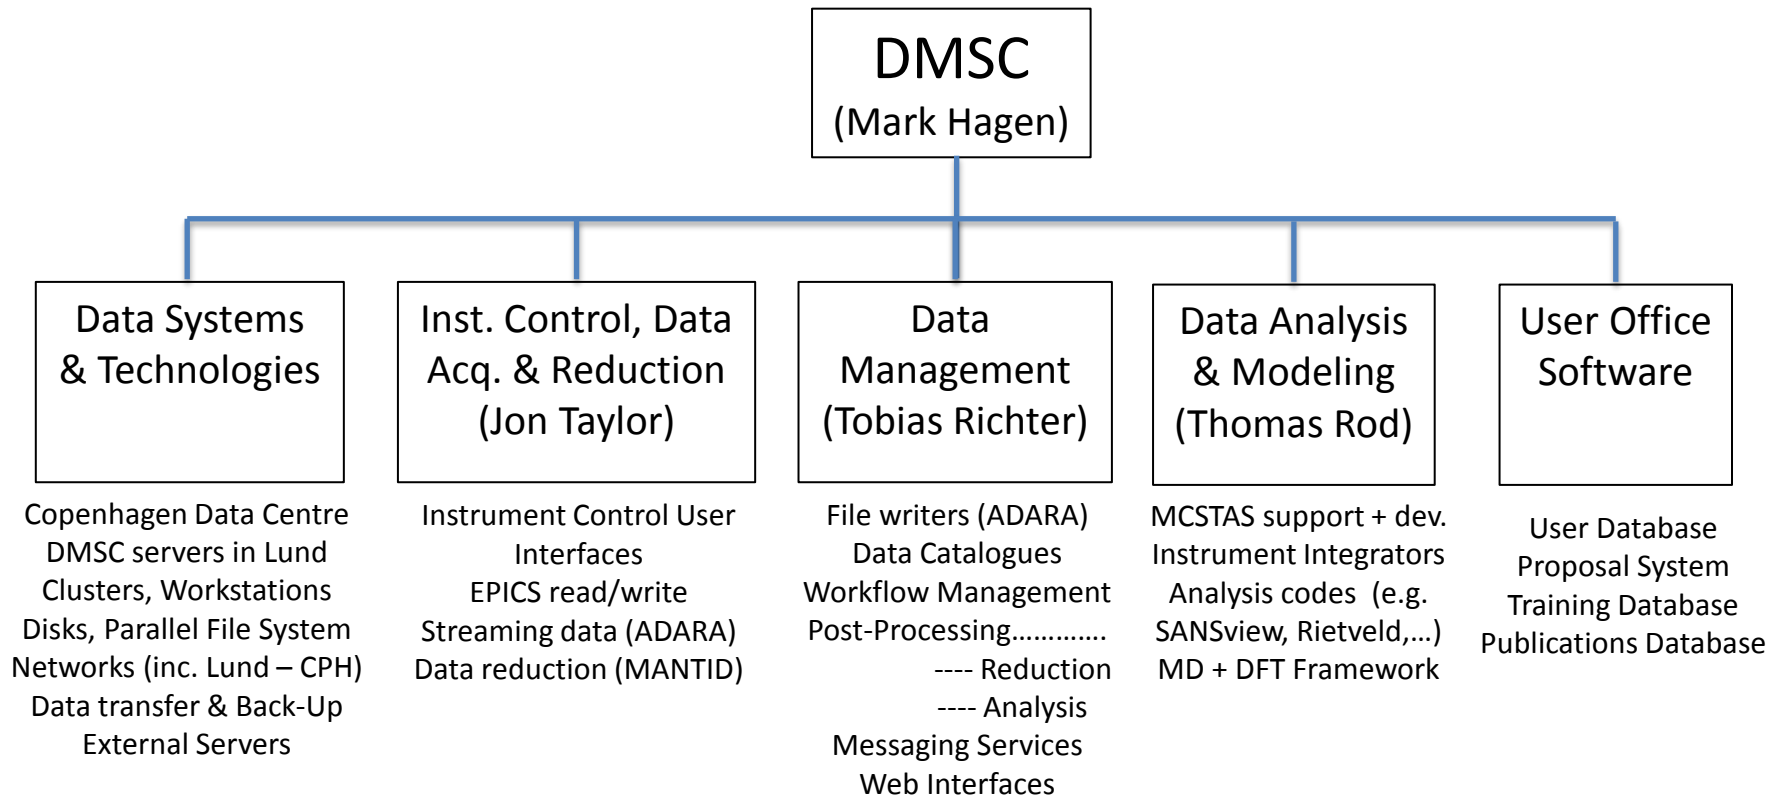 DMSC
(Mark Hagen)
Data Systems
& Technologies
Inst. Control, Data
Acq. & Reduction
(Jon Taylor)
Data
Management
(Tobias Richter)
Data Analysis
& Modeling
(Thomas Rod)
User Office
Software
Copenhagen Data Centre
DMSC servers in Lund
Clusters, Workstations
Disks, Parallel File System
Networks (inc. Lund – CPH)
Data transfer & Back-Up
External Servers
Instrument Control User
Interfaces
EPICS read/write
Streaming data (ADARA)
Data reduction (MANTID)
File writers (ADARA)
Data Catalogues
Workflow Management
Post-Processing………….
---- Reduction
---- Analysis
Messaging Services
Web Interfaces
MCSTAS support + dev.
Instrument Integrators
Analysis codes (e.g.
SANSview, Rietveld,…)
MD + DFT Framework
User Database
Proposal System
Training Database
Publications Database